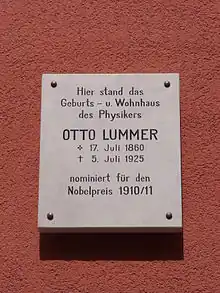 Hier stand das
Geburts- u. Wohnhaus
des Physikers
OTTO LUMMER
✧ 17. Juli 1860
† 5. Juli 1925
nominiert für den
Nobelpreis 1910/11